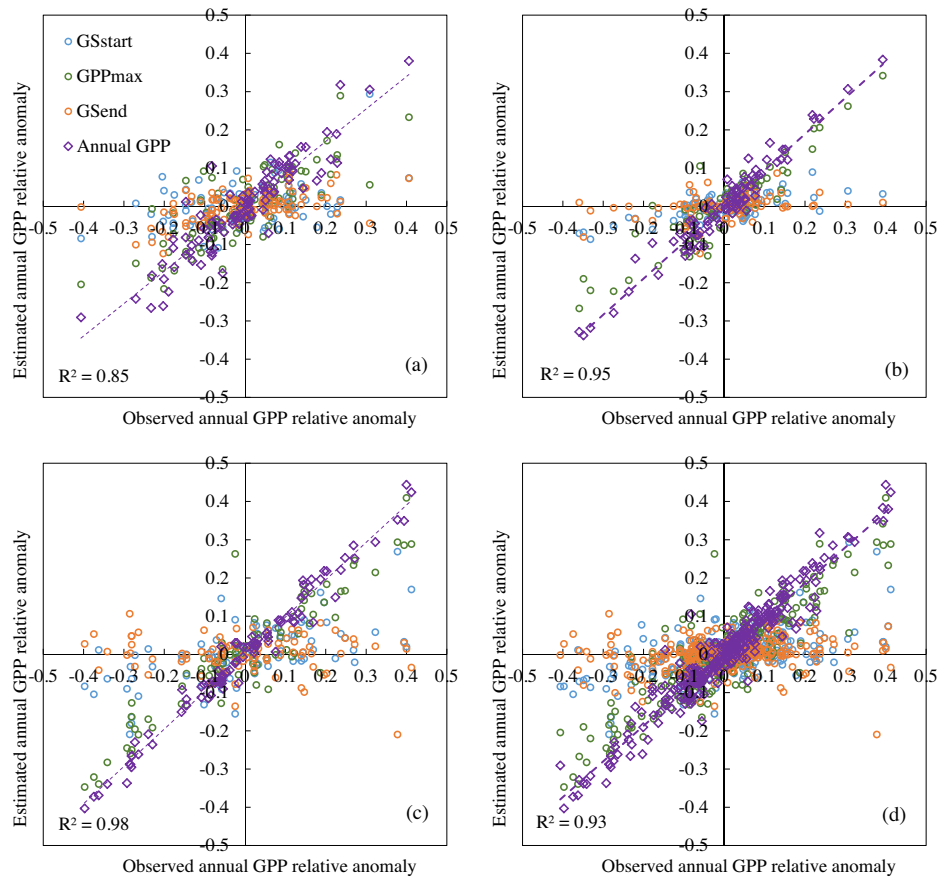 0.5
0.4
0.3
0.2
0.1
0
-0.1
-0.2
-0.3
-0.4
-0.5
-0.5 -0.4 -0.3 -0.2 -0.1 0 0.1 0.2 0.3 0.4 0.5
GSstart
GPPmax
GSend
Annual GPP
Estimated annual GPP relative anomaly
R² = 0.85
(a)
Observed annual GPP relative anomaly
0.5
0.4
0.3
0.2
0.1
0
-0.1
-0.2
-0.3
-0.4
-0.5
-0.5 -0.4 -0.3 -0.2 -0.1 0 0.1 0.2 0.3 0.4 0.5
Estimated annual GPP relative anomaly
R² = 0.95
(b)
Observed annual GPP relative anomaly
0.5
0.4
0.3
0.2
0.1
0
-0.1
-0.2
-0.3
-0.4
-0.5
-0.5 -0.4 -0.3 -0.2 -0.1 0 0.1 0.2 0.3 0.4 0.5
Estimated annual GPP relative anomaly
R² = 0.98
(c)
Observed annual GPP relative anomaly
0.5
0.4
0.3
0.2
0.1
0
-0.1
-0.2
-0.3
-0.4
-0.5
-0.5 -0.4 -0.3 -0.2 -0.1 0 0.1 0.2 0.3 0.4 0.5
Estimated annual GPP relative anomaly
R² = 0.93
(d)
Observed annual GPP relative anomaly